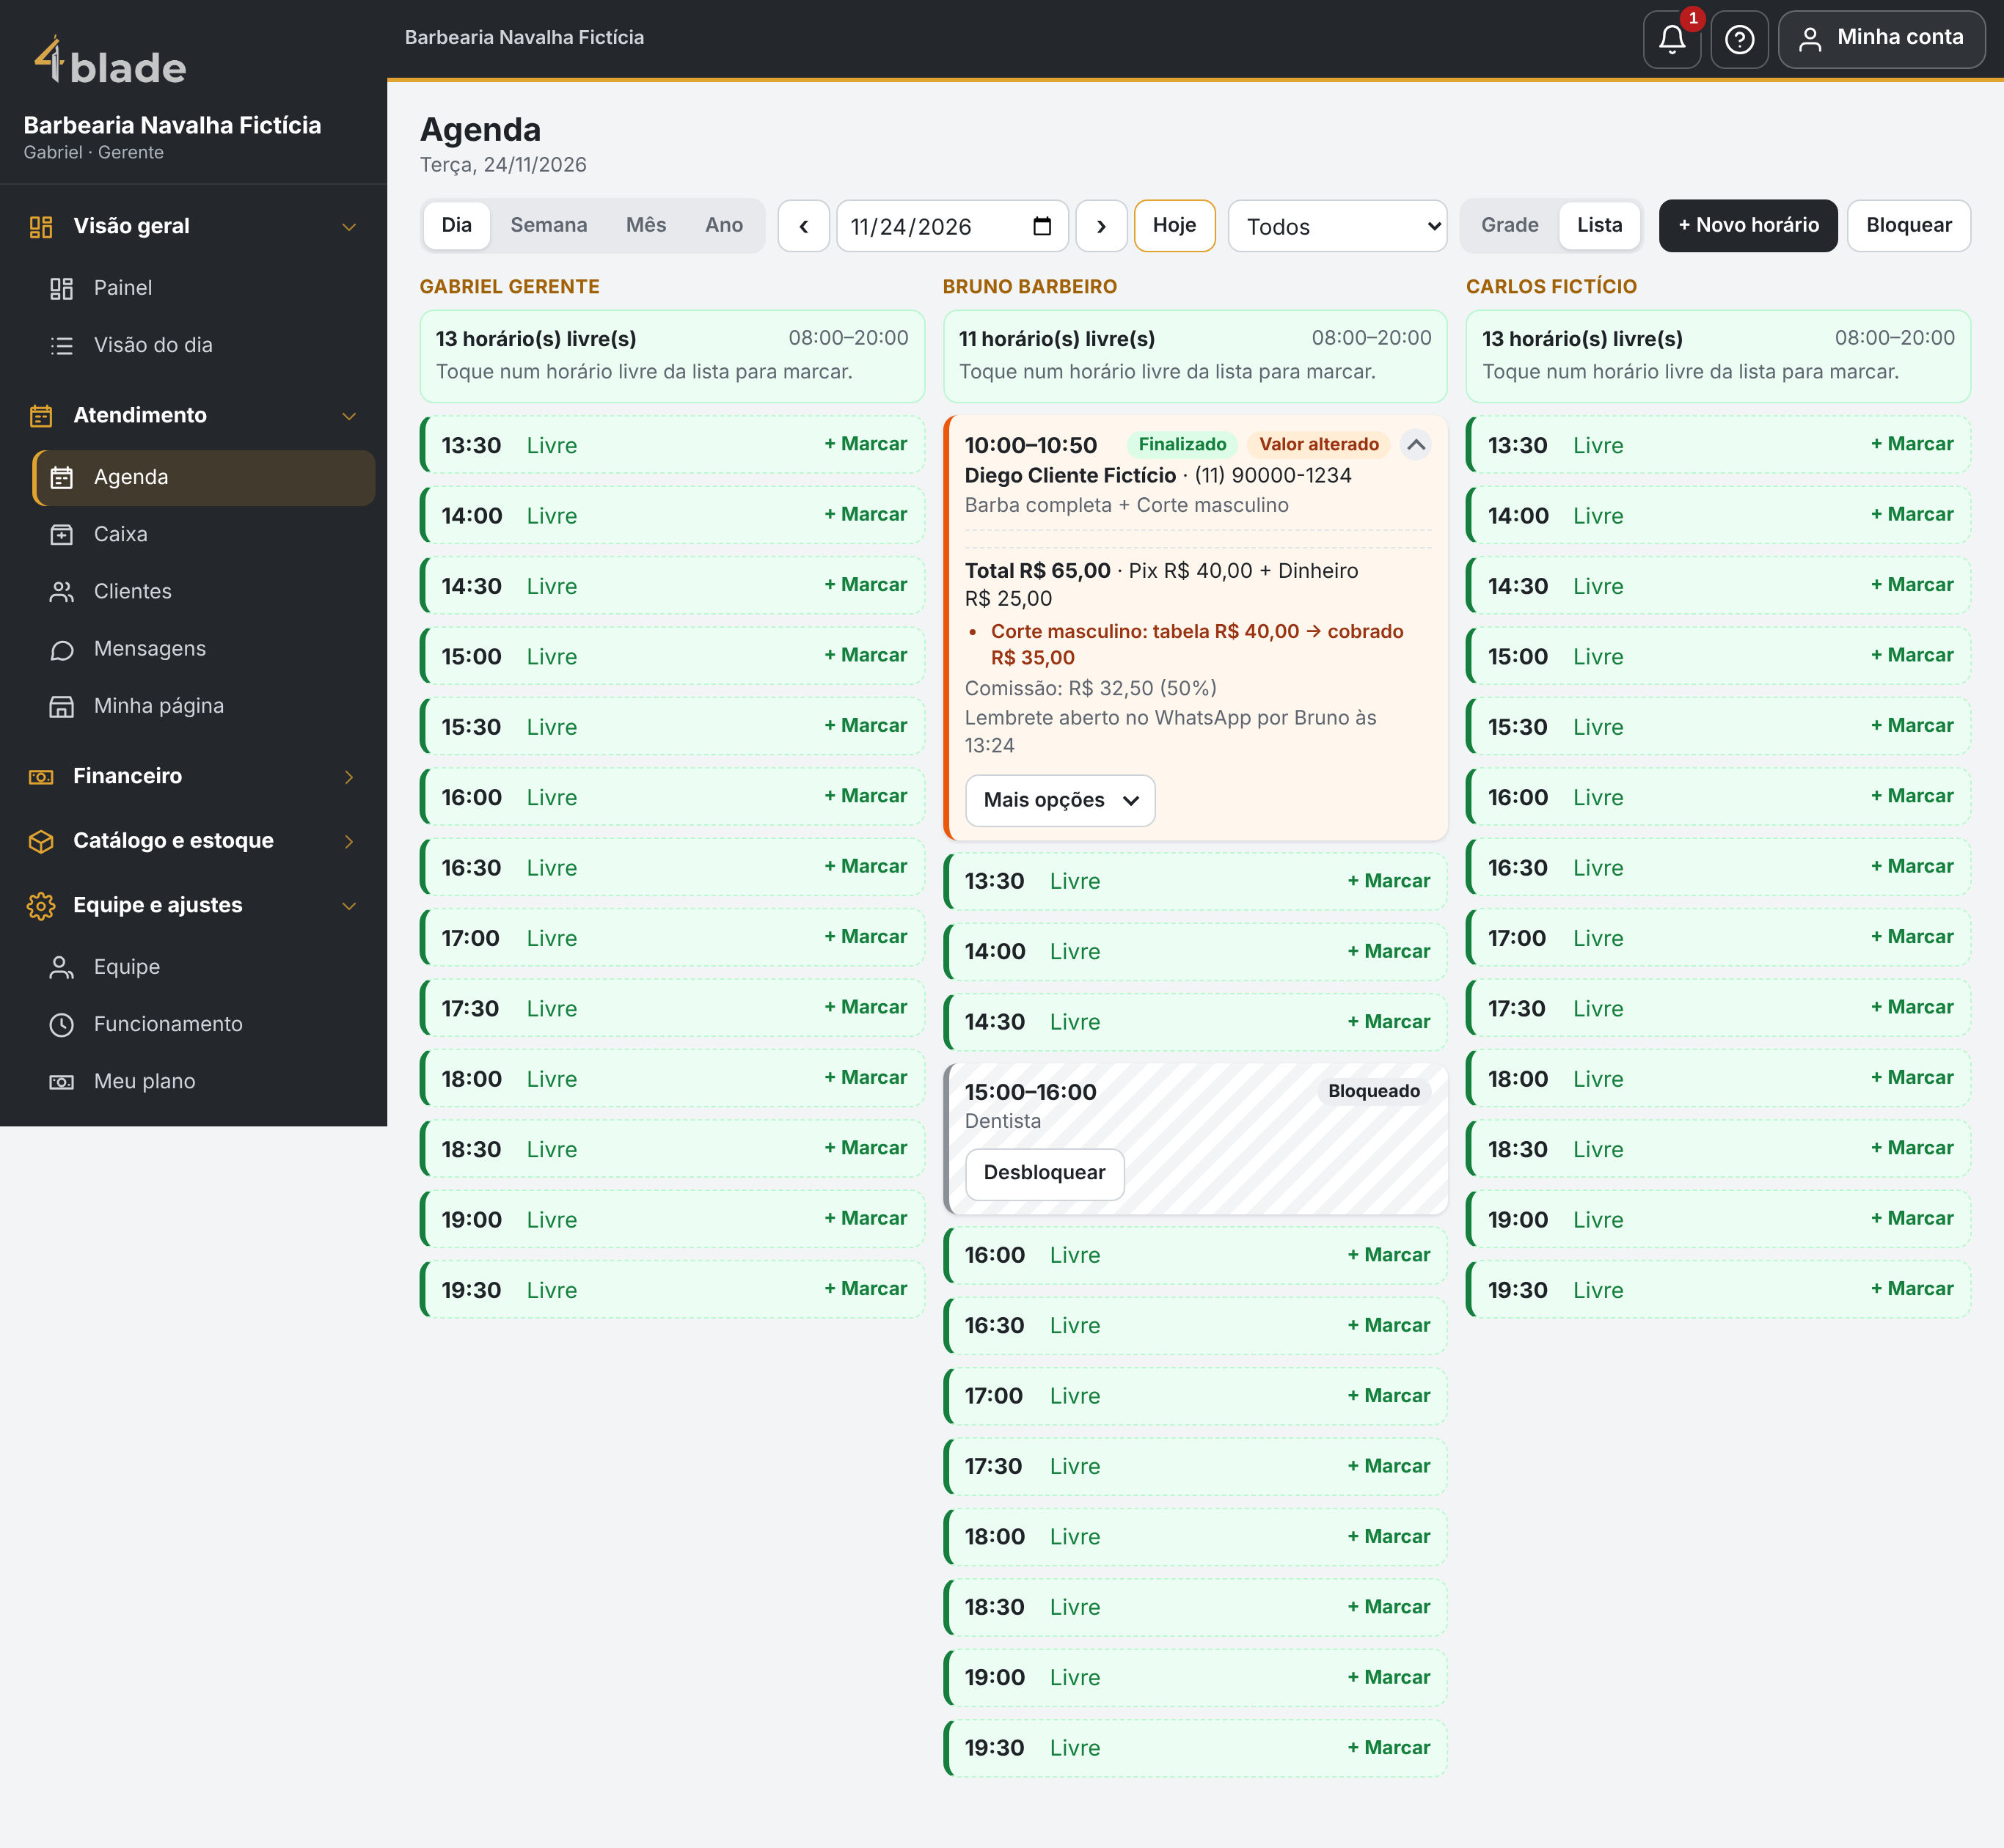 4blade
Barbearia Navalha Fictícia
Gabriel · Gerente
Visão geral
Painel
Visão do dia
Atendimento
Agenda
Caixa
Clientes
Mensagens
Minha página
Financeiro
Catálogo e estoque
Equipe e ajustes
Equipe
Funcionamento
Meu plano
Barbearia Navalha Fictícia
1
Minha conta
Agenda
Terça, 24/11/2026
Dia Semana Mês Ano
11/24/2026
Hoje
Todos
Grade Lista
+ Novo horário
Bloquear
GABRIEL GERENTE
13 horário(s) livre(s) 08:00–20:00
Toque num horário livre da lista para marcar.
13:30 Livre + Marcar
14:00 Livre + Marcar
14:30 Livre + Marcar
15:00 Livre + Marcar
15:30 Livre + Marcar
16:00 Livre + Marcar
16:30 Livre + Marcar
17:00 Livre + Marcar
17:30 Livre + Marcar
18:00 Livre + Marcar
18:30 Livre + Marcar
19:00 Livre + Marcar
19:30 Livre + Marcar
BRUNO BARBEIRO
11 horário(s) livre(s) 08:00–20:00
Toque num horário livre da lista para marcar.
10:00–10:50 Finalizado Valor alterado
Diego Cliente Fictício · (11) 90000-1234
Barba completa + Corte masculino
Total R$ 65,00 · Pix R$ 40,00 + Dinheiro
R$ 25,00
• Corte masculino: tabela R$ 40,00 → cobrado
R$ 35,00
Comissão: R$ 32,50 (50%)
Lembrete aberto no WhatsApp por Bruno às
13:24
Mais opções
13:30 Livre + Marcar
14:00 Livre + Marcar
14:30 Livre + Marcar
15:00–16:00 Bloqueado
Dentista
Desbloquear
16:00 Livre + Marcar
16:30 Livre + Marcar
17:00 Livre + Marcar
17:30 Livre + Marcar
18:00 Livre + Marcar
18:30 Livre + Marcar
19:00 Livre + Marcar
19:30 Livre + Marcar
CARLOS FICTÍCIO
13 horário(s) livre(s) 08:00–20:00
Toque num horário livre da lista para marcar.
13:30 Livre + Marcar
14:00 Livre + Marcar
14:30 Livre + Marcar
15:00 Livre + Marcar
15:30 Livre + Marcar
16:00 Livre + Marcar
16:30 Livre + Marcar
17:00 Livre + Marcar
17:30 Livre + Marcar
18:00 Livre + Marcar
18:30 Livre + Marcar
19:00 Livre + Marcar
19:30 Livre + Marcar